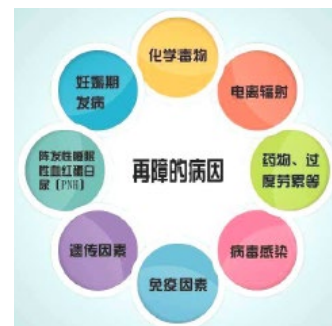 再障的病因
化学毒物
电离辐射
药物、过
度劳累等
病毒感染
免疫因素
遗传因素
阵发性睡眠
性血红蛋白
尿（PNH）
妊娠期
发病